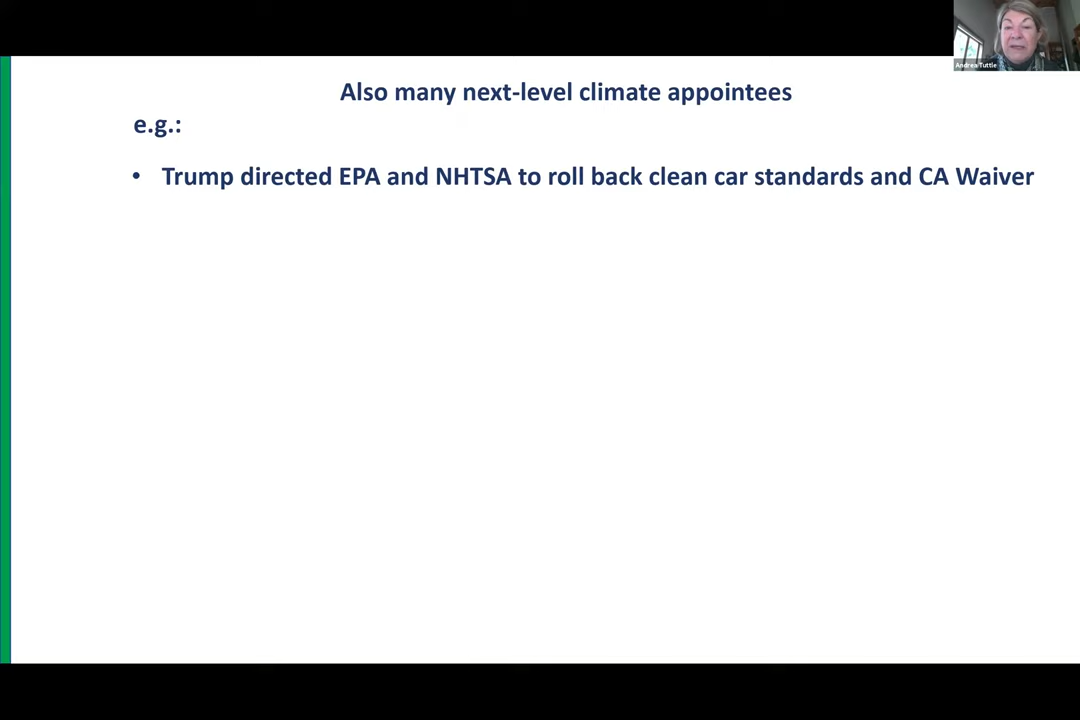 Andrea Tuttle
Also many next-level climate appointees
e.g.:
• Trump directed EPA and NHTSA to roll back clean car standards and CA Waiver